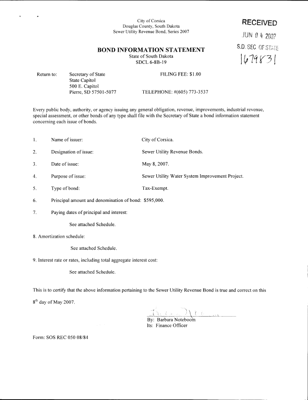 City of Corsica
Douglas County, South Dakota
Sewer Utility Revenue Bond, Series 2007
RECEIVED
JUN 04 2007
S.D. SEC OF STATE
1679831
BOND INFORMATION STATEMENT
State of South Dakota
SDCL 6-8B-19
Return to: Secretary of State FILING FEE: $1.00
State Capitol
500 E. Capitol
Pierre, SD 57501-5077 TELEPHONE: #(605) 773-3537
Every public body, authority, or agency issuing any general obligation, revenue, improvements, industrial revenue,
special assessment, or other bonds of any type shall file with the Secretary of State a bond information statement
concerning each issue of bonds.
1. Name of issuer: City of Corsica.
2. Designation of issue: Sewer Utility Revenue Bonds.
3. Date of issue: May 8, 2007.
4. Purpose of issue: Sewer Utility Water System Improvement Project.
5. Type of bond: Tax-Exempt
6. Principal amount and denomination of bond: $595,000.
7. Paying dates of principal and interest:
See attached Schedule.
8. Amortization schedule:
See attached Schedule.
9. Interest rate or rates, including total aggregate interest cost:
See attached Schedule.
This is to certify that the above information pertaining to the Sewer Utility Revenue Bond is true and correct on this
8th day of May 2007.
By: Barbara Noteboom
Its: Finance Officer
Form: SOS REC 050 08/84